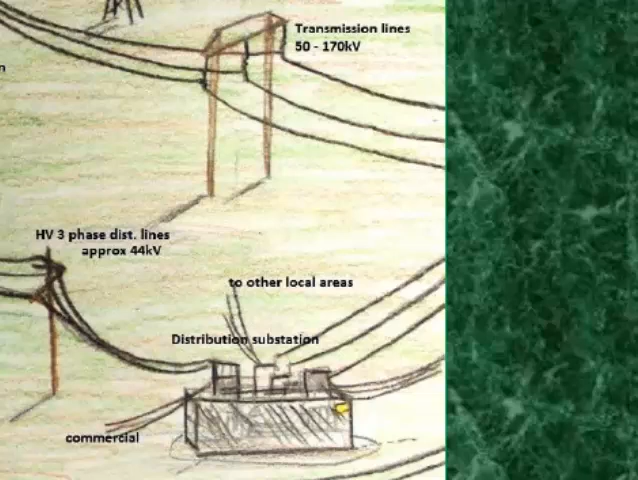 Transmission lines
50 - 170kV
n
HV 3 phase dist. lines
approx 44kV
to other local areas
Distribution substation
commercial